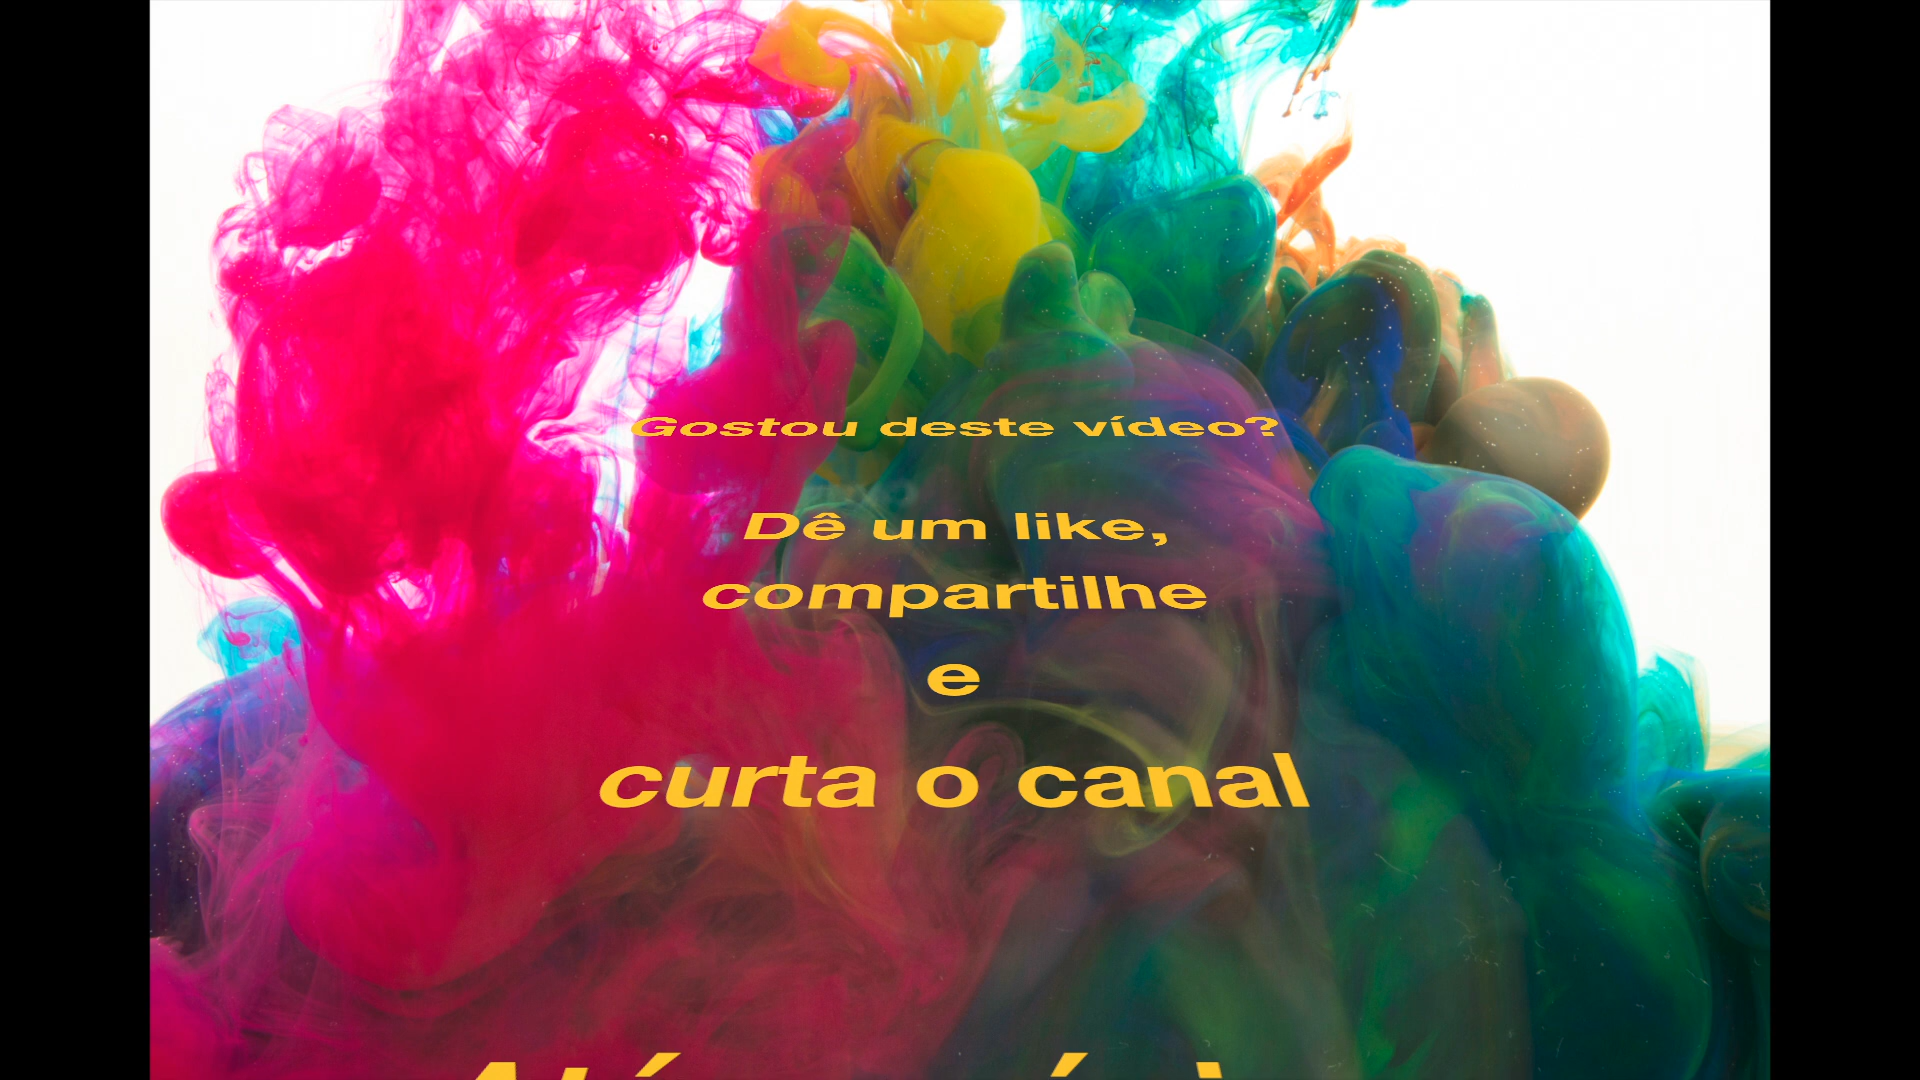 Gostou deste vídeo?
Dê um like,
compartilhe
e
curta o canal